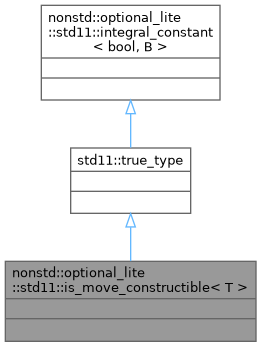 nonstd::optional_lite
::std11::integral_constant
< bool, B >
std11::true_type
nonstd::optional_lite
::std11::is_move_constructible< T >